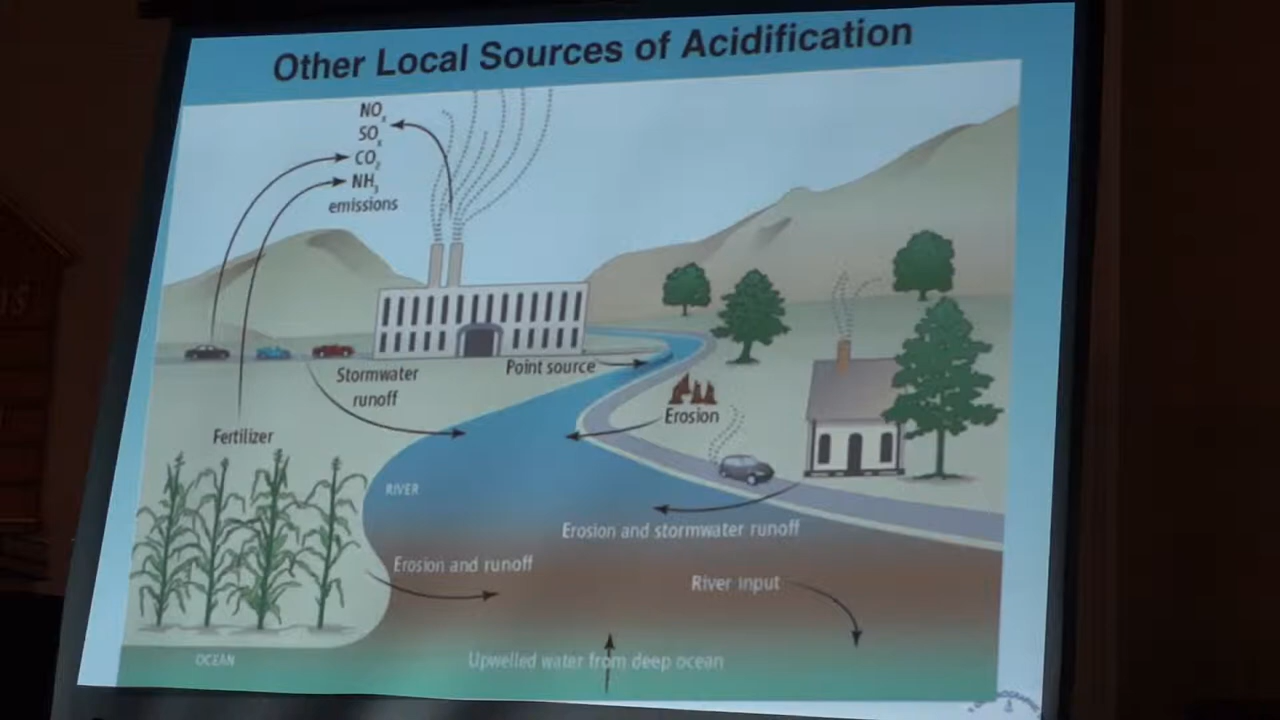 Other Local Sources of Acidification
NOx
SOx
CO2
NH3
emissions
Stormwater
runoff
Point source
Erosion
Fertilizer
RIVER
Erosion and stormwater runoff
Erosion and runoff
River input
OCEAN
Upwelled water from deep ocean